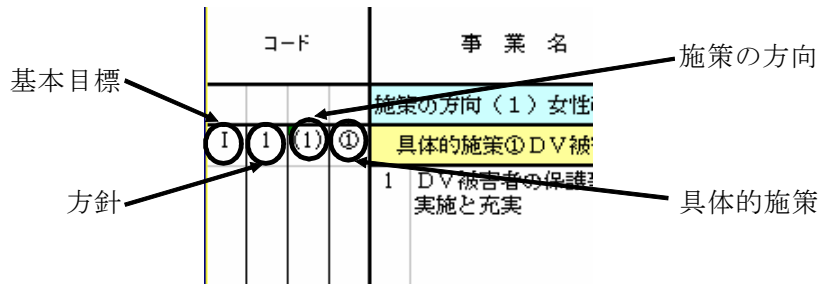 コード
事業名
施策の方向
基本目標
施策の方向（１）女性
Ⅰ 1 (1) ①
具体的施策①ＤＶ被
1 ＤＶ被害者の保護
実施と充実
方針
具体的施策